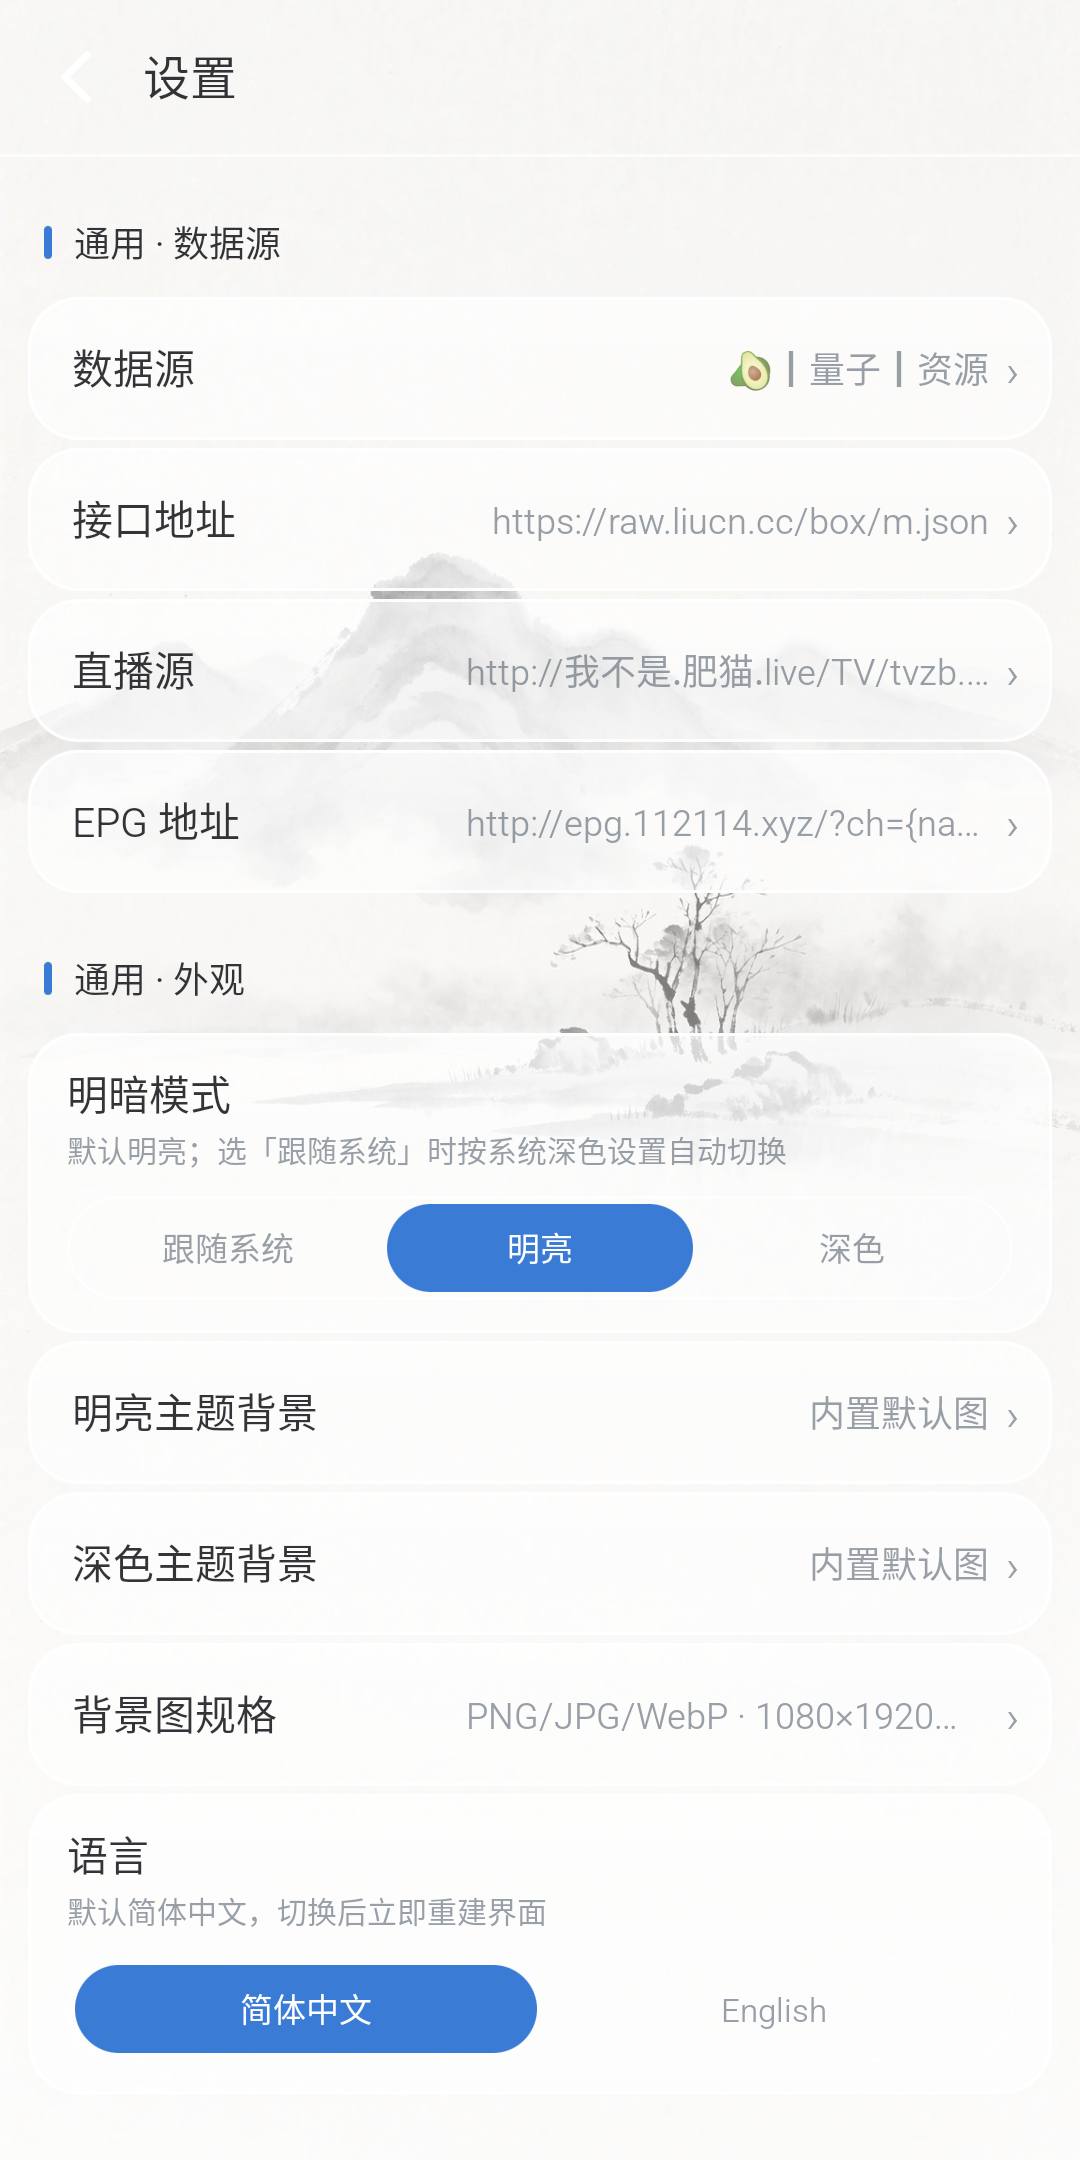 设置
通用 · 数据源
数据源 🥑┃量子┃资源 ›
接口地址 https://raw.liucn.cc/box/m.json ›
直播源 http://我不是.肥猫.live/TV/tvzb.... ›
EPG 地址 http://epg.112114.xyz/?ch={na... ›
通用 · 外观
明暗模式
默认明亮；选「跟随系统」时按系统深色设置自动切换
跟随系统 明亮 深色
明亮主题背景 内置默认图 ›
深色主题背景 内置默认图 ›
背景图规格 PNG/JPG/WebP · 1080×1920... ›
语言
默认简体中文，切换后立即重建界面
简体中文 English